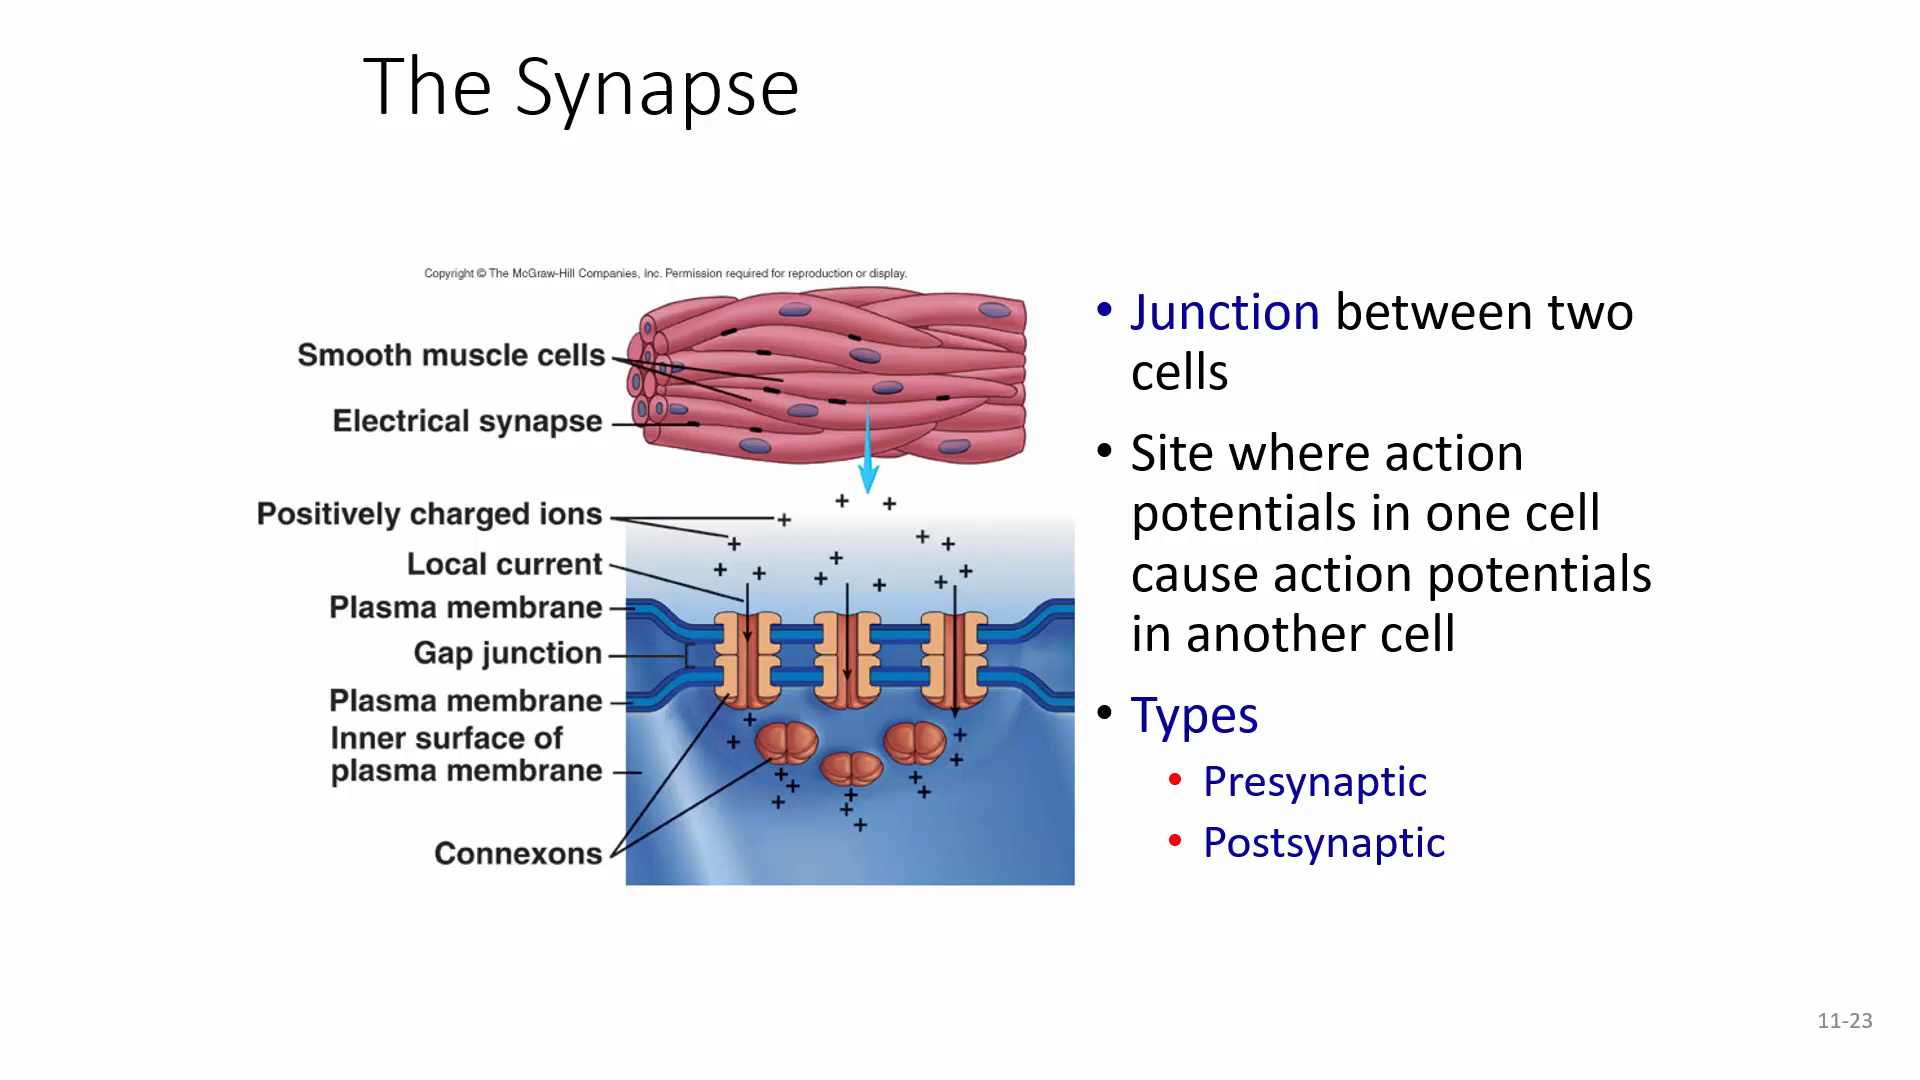 The Synapse
Copyright © The McGraw-Hill Companies, Inc. Permission required for reproduction or display.
Smooth muscle cells
Electrical synapse
Positively charged ions
Local current
Plasma membrane
Gap junction
Plasma membrane
Inner surface of
plasma membrane
Connexons
• Junction between two
cells
• Site where action
potentials in one cell
cause action potentials
in another cell
• Types
• Presynaptic
• Postsynaptic
11-23